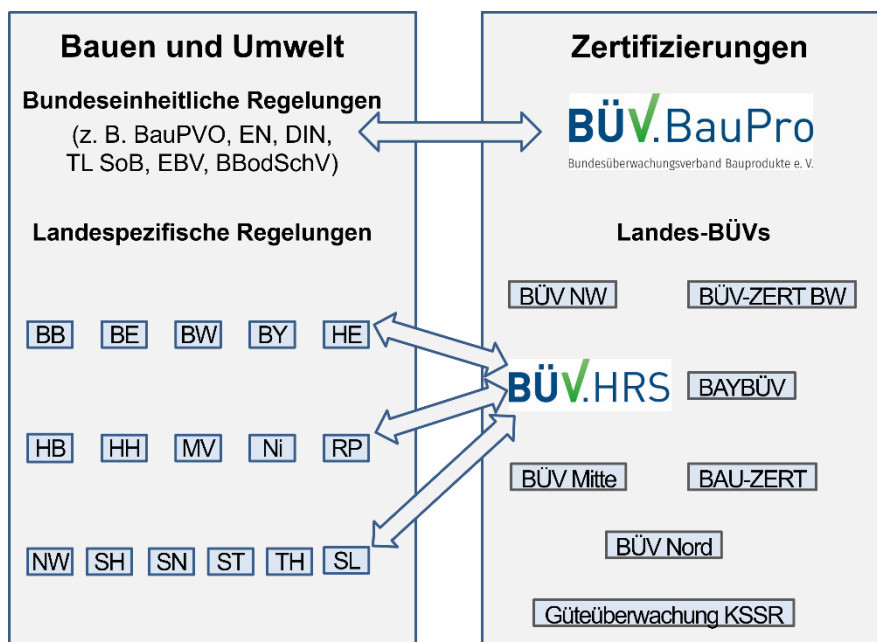 Bauen und Umwelt
Bundeseinheitliche Regelungen
(z. B. BauPVO, EN, DIN,
TL SoB, EBV, BBodSchV)
Landespezifische Regelungen
BB BE BW BY HE
HB HH MV Ni RP
NW SH SN ST TH SL
Zertifizierungen
BÜV.BauPro
Bundesüberwachungsverband Bauprodukte e. V.
Landes-BÜVs
BÜV NW BÜV-ZERT BW
BÜV.HRS BAYBÜV
BÜV Mitte BAU-ZERT
BÜV Nord
Güteüberwachung KSSR